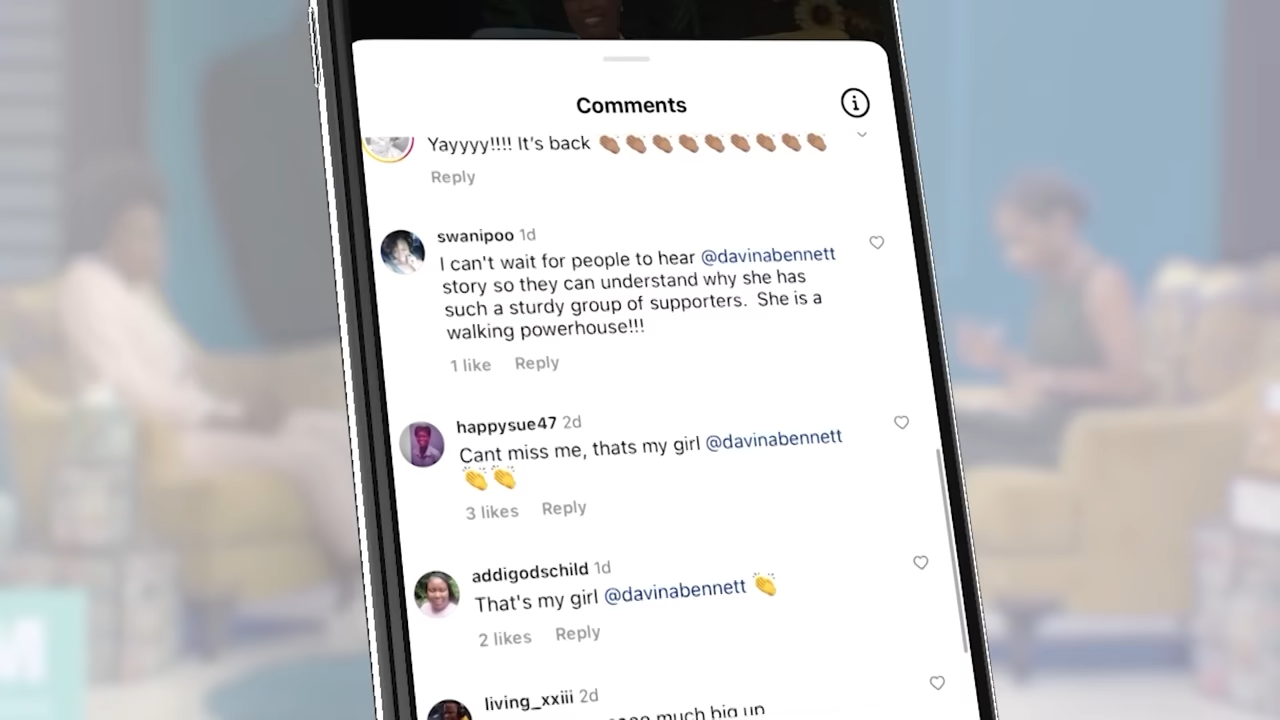 Comments
Yayyyy!!!! It's back 👏🏽👏🏽👏🏽👏🏽👏🏽👏🏽👏🏽👏🏽👏🏽
Reply
swanipoo 1d
I can't wait for people to hear @davinabennett
story so they can understand why she has
such a sturdy group of supporters. She is a
walking powerhouse!!!
1 like Reply
happysue47 2d
Cant miss me, thats my girl @davinabennett
👏👏
3 likes Reply
addigodschild 1d
That's my girl @davinabennett 👏
2 likes Reply
living_xxiii 2d
much big up